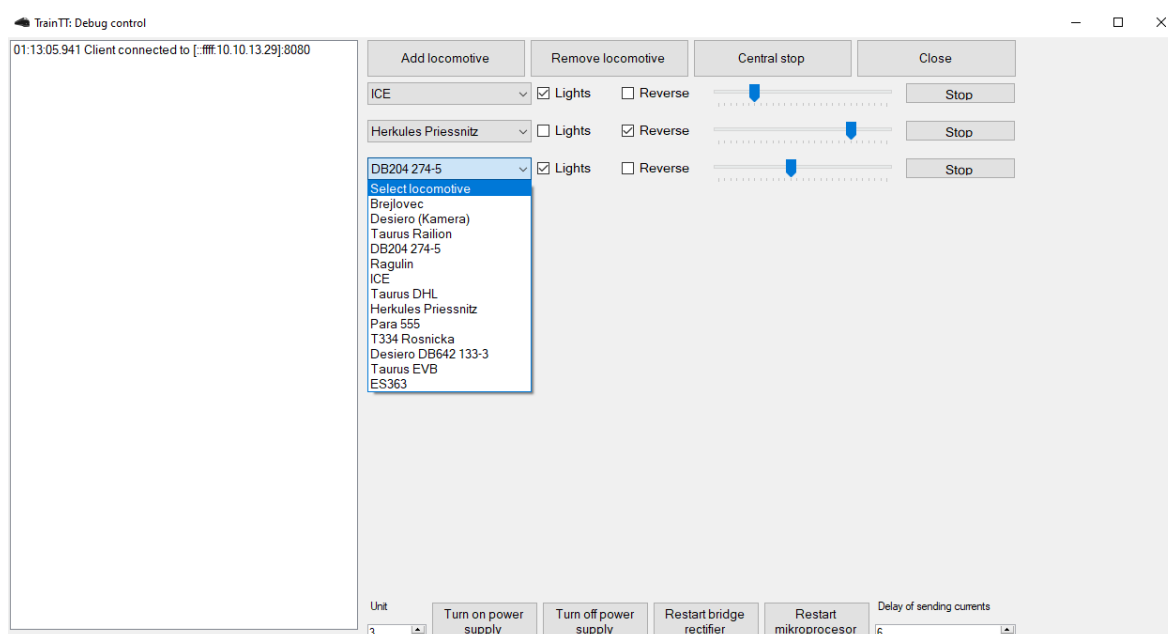 TrainTT: Debug control
01:13:05.941 Client connected to [::ffff:10.10.13.29]:8080
Add locomotive
Remove locomotive
Central stop
Close
ICE
Lights
Reverse
Stop
Herkules Priessnitz
Lights
Reverse
Stop
DB204 274-5
Lights
Reverse
Stop
Select locomotive
Brejlovec
Desiero (Kamera)
Taurus Railion
DB204 274-5
Ragulin
ICE
Taurus DHL
Herkules Priessnitz
Para 555
T334 Rosnicka
Desiero DB642 133-3
Taurus EVB
ES363
Unit
3
Turn on power
supply
Turn off power
supply
Restart bridge
rectifier
Restart
mikroprocesor
Delay of sending currents
6